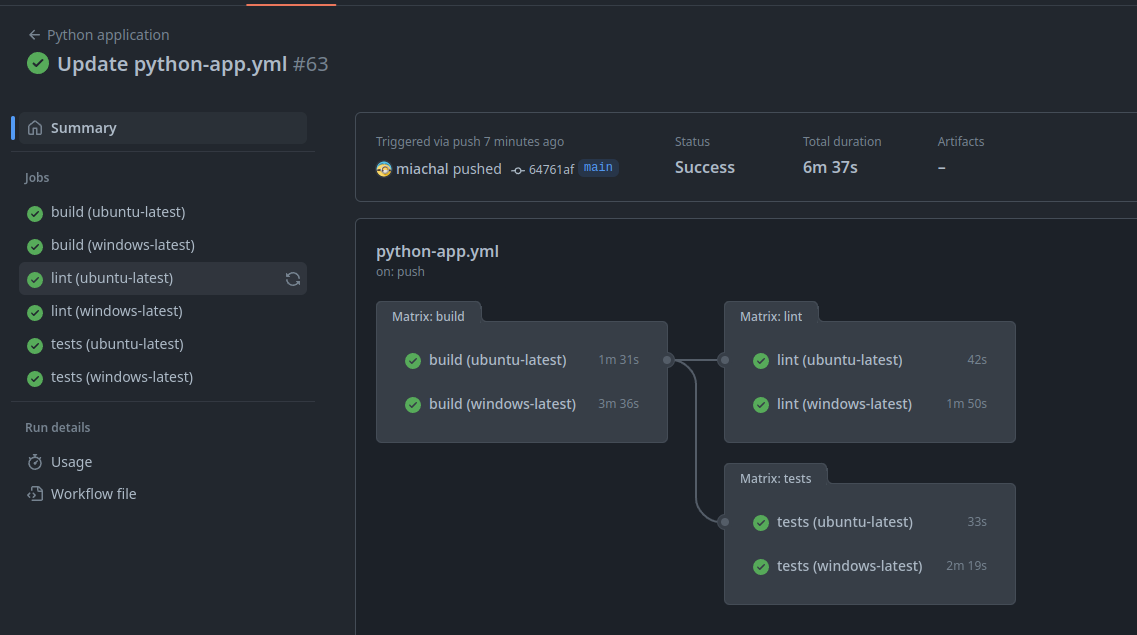 Python application
Update python-app.yml #63
Summary
Jobs
build (ubuntu-latest)
build (windows-latest)
lint (ubuntu-latest)
lint (windows-latest)
tests (ubuntu-latest)
tests (windows-latest)
Run details
Usage
Workflow file
Triggered via push 7 minutes ago
miachal pushed 64761af main
Status
Success
Total duration
6m 37s
Artifacts
–
python-app.yml
on: push
Matrix: build
build (ubuntu-latest) 1m 31s
build (windows-latest) 3m 36s
Matrix: lint
lint (ubuntu-latest) 42s
lint (windows-latest) 1m 50s
Matrix: tests
tests (ubuntu-latest) 33s
tests (windows-latest) 2m 19s